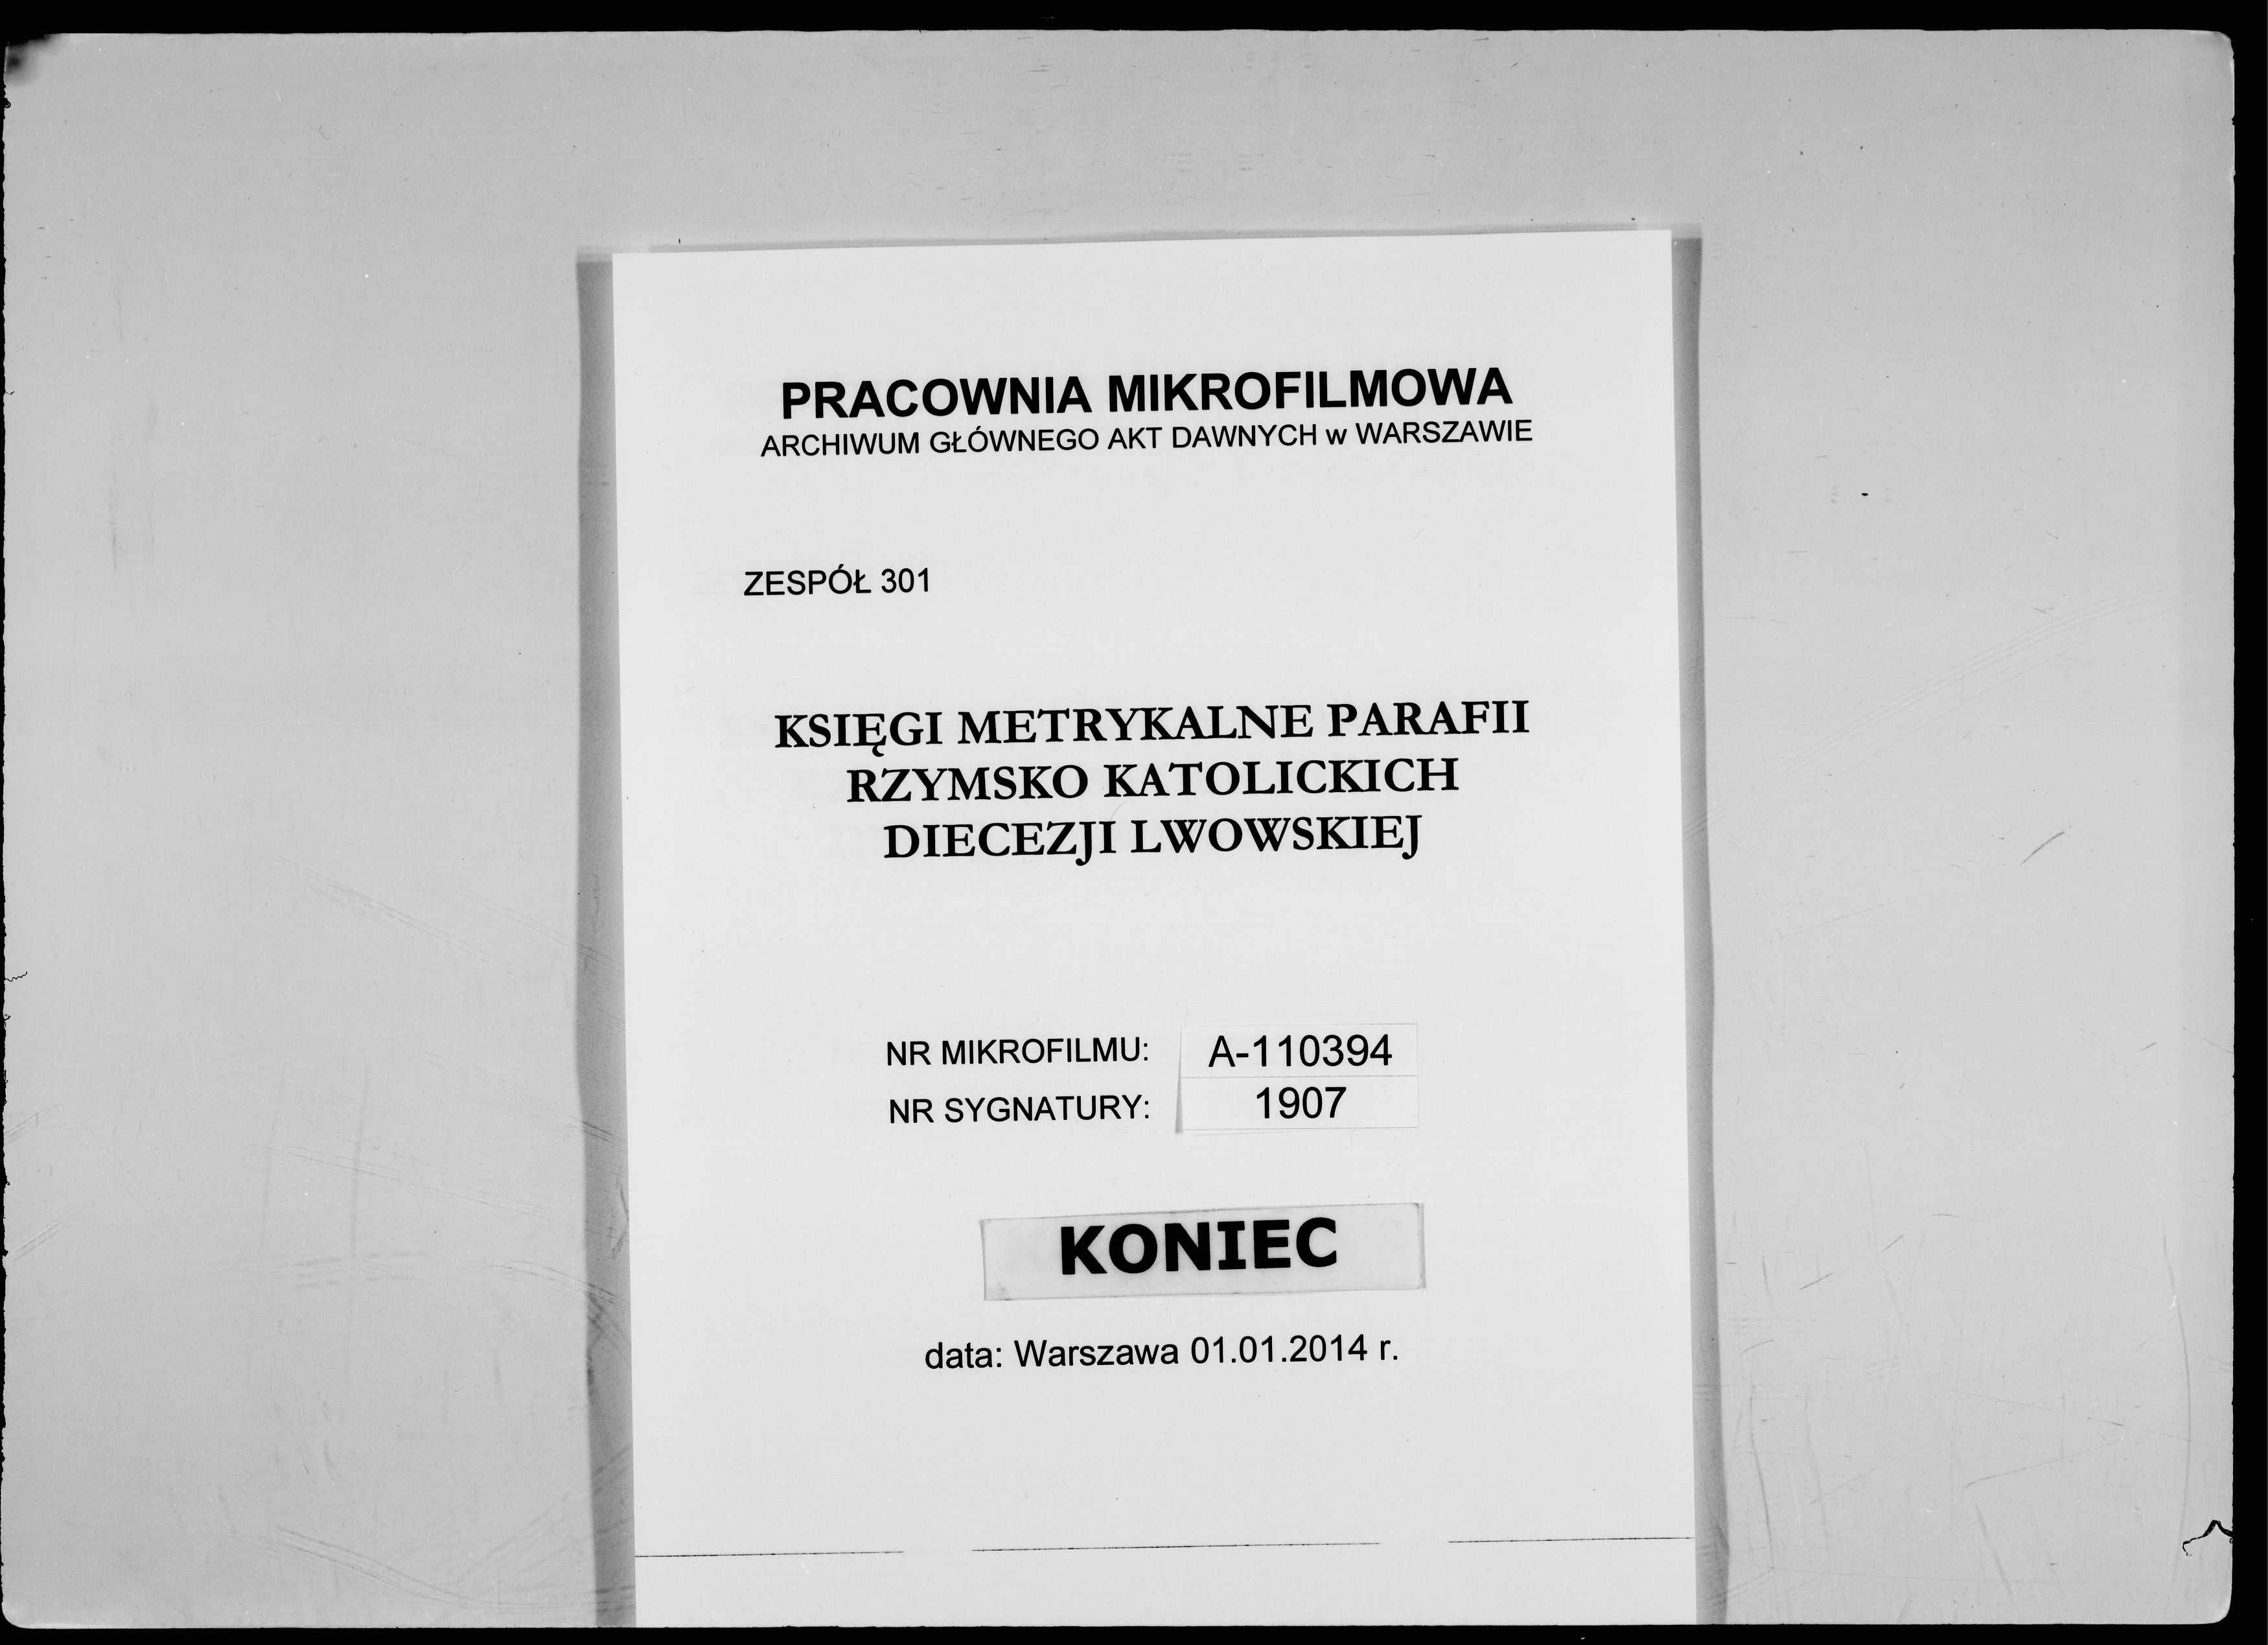 PRACOWNIA MIKROFILMOWA
ARCHIWUM GŁÓWNEGO AKT DAWNYCH w WARSZAWIE
ZESPÓŁ 301
KSIĘGI METRYKALNE PARAFII
RZYMSKO KATOLICKICH
DIECEZJI LWOWSKIEJ
NR MIKROFILMU: A-110394
NR SYGNATURY: 1907
KONIEC
data: Warszawa 01.01.2014 r.